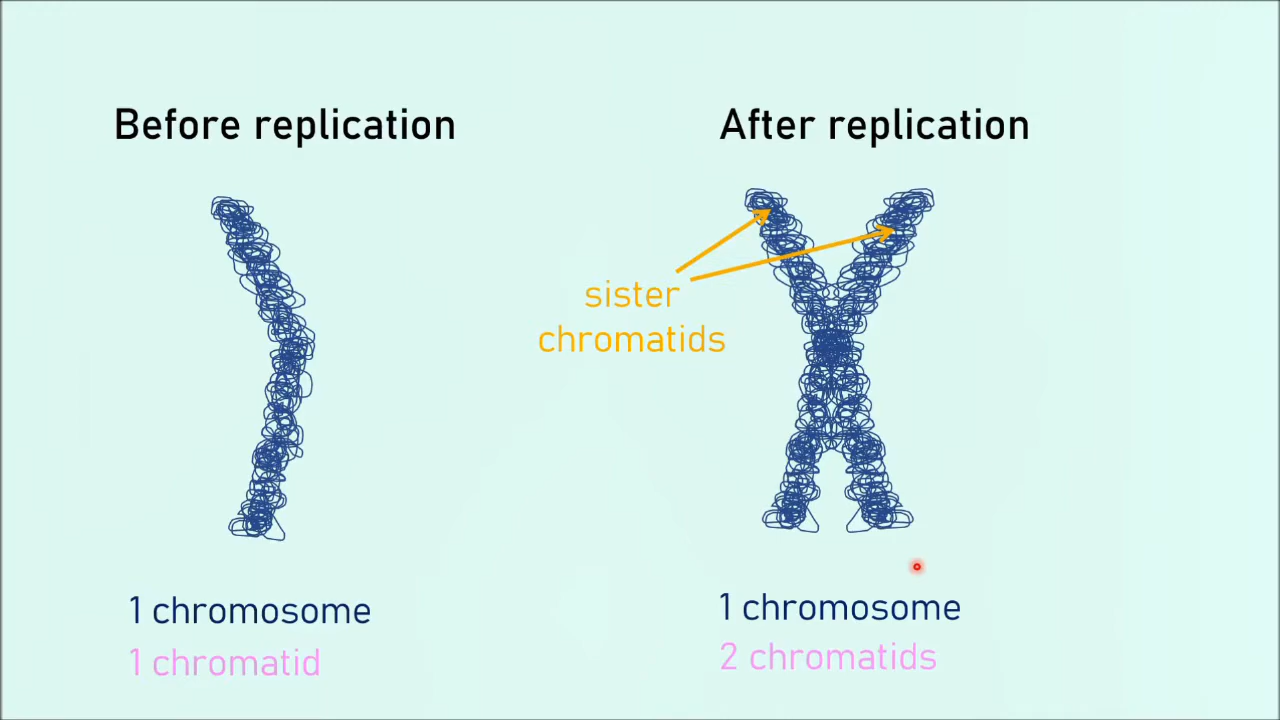 Before replication
After replication
sister
chromatids
1 chromosome
1 chromatid
1 chromosome
2 chromatids